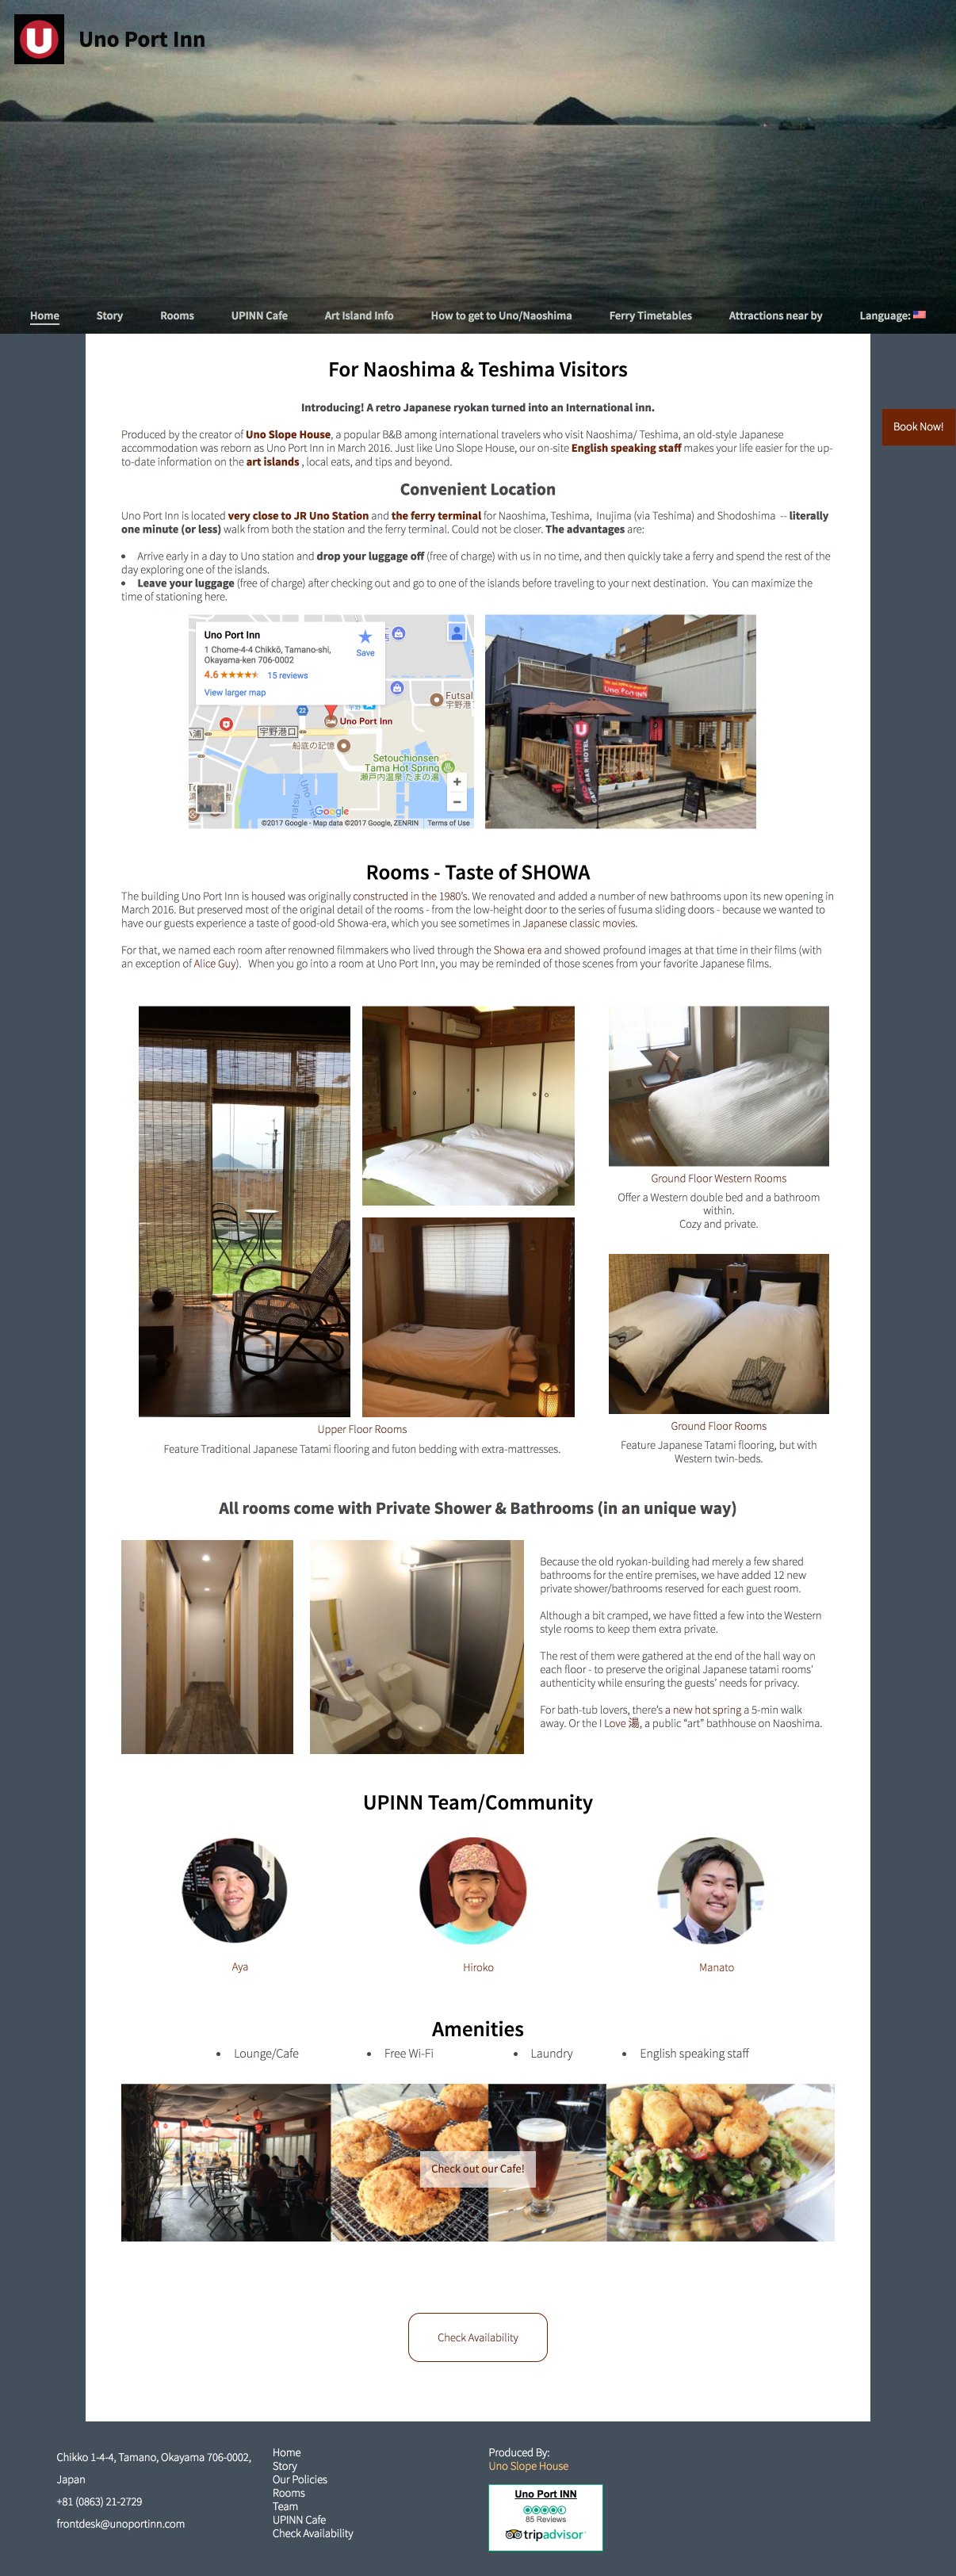 U
Uno Port Inn
Home
Story
Rooms
UPINN Cafe
Art Island Info
How to get to Uno/Naoshima
Ferry Timetables
Attractions near by
Language:
Book Now!
For Naoshima & Teshima Visitors
Introducing! A retro Japanese ryokan turned into an International inn.
Produced by the creator of Uno Slope House, a popular B&B among international travelers who visit Naoshima/ Teshima, an old-style Japanese
accommodation was reborn as Uno Port Inn in March 2016. Just like Uno Slope House, our on-site English speaking staff makes your life easier for the up-
to-date information on the art islands , local eats, and tips and beyond.
Convenient Location
Uno Port Inn is located very close to JR Uno Station and the ferry terminal for Naoshima, Teshima, Inujima (via Teshima) and Shodoshima -- literally
one minute (or less) walk from both the station and the ferry terminal. Could not be closer. The advantages are:
• Arrive early in a day to Uno station and drop your luggage off (free of charge) with us in no time, and then quickly take a ferry and spend the rest of the
day exploring one of the islands.
• Leave your luggage (free of charge) after checking out and go to one of the islands before traveling to your next destination. You can maximize the
time of stationing here.
Uno Port Inn
1 Chome-4-4 Chikkō, Tamano-shi,
Okayama-ken 706-0002
Save
4.6
15 reviews
View larger map
Futsal
宇野港
22
Uno Port Inn
宇野港口
船底の記憶
Setouchionsen
Tama Hot Spring
瀬戸内温泉 たまの湯
+
−
Google
©2017 Google - Map data ©2017 Google, ZENRIN
Terms of Use
UNO PORT INN
U
HOTEL
BAR
Rooms - Taste of SHOWA
The building Uno Port Inn is housed was originally constructed in the 1980's. We renovated and added a number of new bathrooms upon its new opening in
March 2016. But preserved most of the original detail of the rooms - from the low-height door to the series of fusuma sliding doors - because we wanted to
have our guests experience a taste of good-old Showa-era, which you see sometimes in Japanese classic movies.
For that, we named each room after renowned filmmakers who lived through the Showa era and showed profound images at that time in their films (with
an exception of Alice Guy). When you go into a room at Uno Port Inn, you may be reminded of those scenes from your favorite Japanese films.
Ground Floor Western Rooms
Offer a Western double bed and a bathroom
within.
Cozy and private.
Upper Floor Rooms
Feature Traditional Japanese Tatami flooring and futon bedding with extra-mattresses.
Ground Floor Rooms
Feature Japanese Tatami flooring, but with
Western twin-beds.
All rooms come with Private Shower & Bathrooms (in an unique way)
Because the old ryokan-building had merely a few shared
bathrooms for the entire premises, we have added 12 new
private shower/bathrooms reserved for each guest room.
Although a bit cramped, we have fitted a few into the Western
style rooms to keep them extra private.
The rest of them were gathered at the end of the hall way on
each floor - to preserve the original Japanese tatami rooms'
authenticity while ensuring the guests' needs for privacy.
For bath-tub lovers, there's a new hot spring a 5-min walk
away. Or the I Love 湯, a public "art" bathhouse on Naoshima.
UPINN Team/Community
Aya
Hiroko
Manato
Amenities
• Lounge/Cafe
• Free Wi-Fi
• Laundry
• English speaking staff
Check out our Cafe!
Check Availability
Chikko 1-4-4, Tamano, Okayama 706-0002,
Japan
+81 (0863) 21-2729
frontdesk@unoportinn.com
Home
Story
Our Policies
Rooms
Team
UPINN Cafe
Check Availability
Produced By:
Uno Slope House
Uno Port INN
85 Reviews
tripadvisor